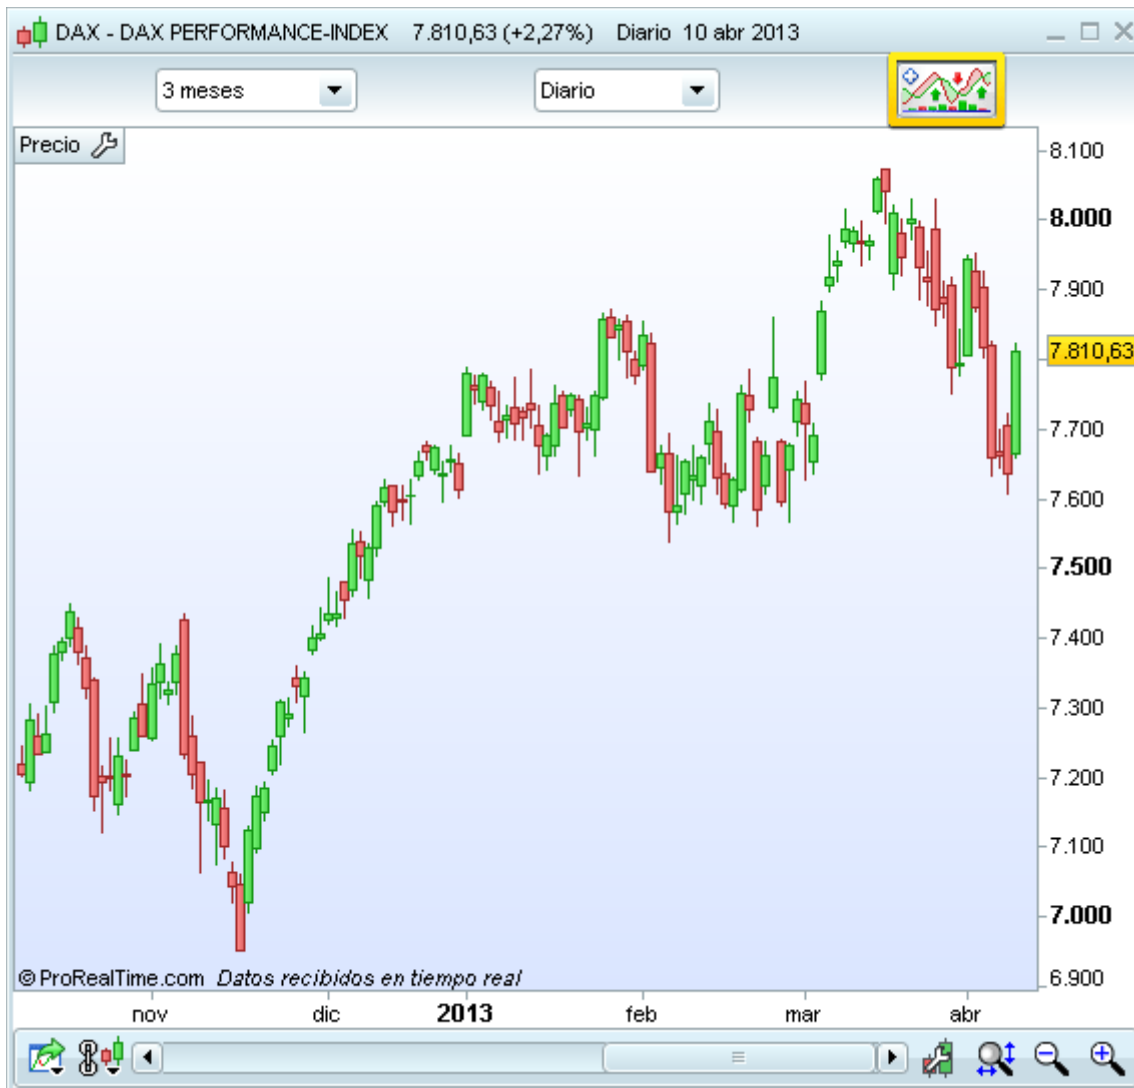 DAX - DAX PERFORMANCE-INDEX 7.810,63 (+2,27%) Diario 10 abr 2013
3 meses Diario
Precio
8.100
8.000
7.900
7.810,63
7.700
7.600
7.500
7.400
7.300
7.200
7.100
7.000
6.900
© ProRealTime.com Datos recibidos en tiempo real
nov dic 2013 feb mar abr